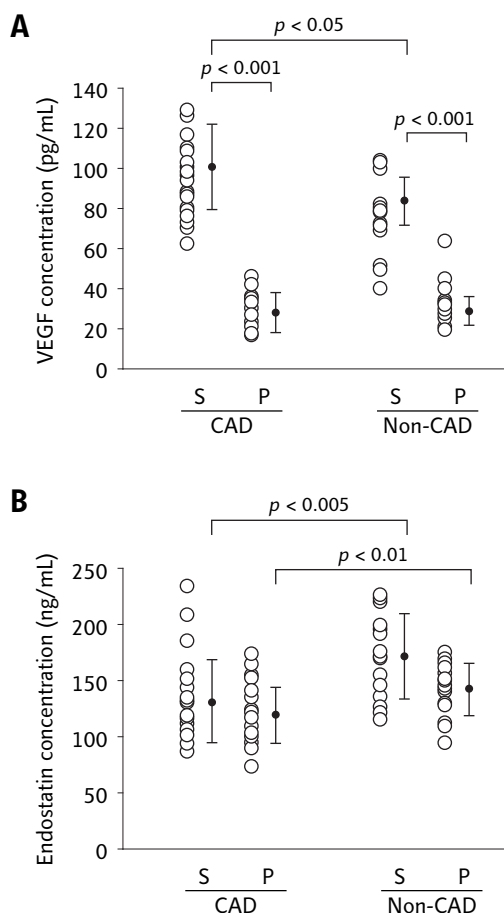 A
p < 0.05
p < 0.001
p < 0.001
VEGF concentration (pg/mL)
140
120
100
80
60
40
20
0
S P S P
CAD Non-CAD
B
p < 0.005
p < 0.01
Endostatin concentration (ng/mL)
250
200
150
100
50
0
S P S P
CAD Non-CAD